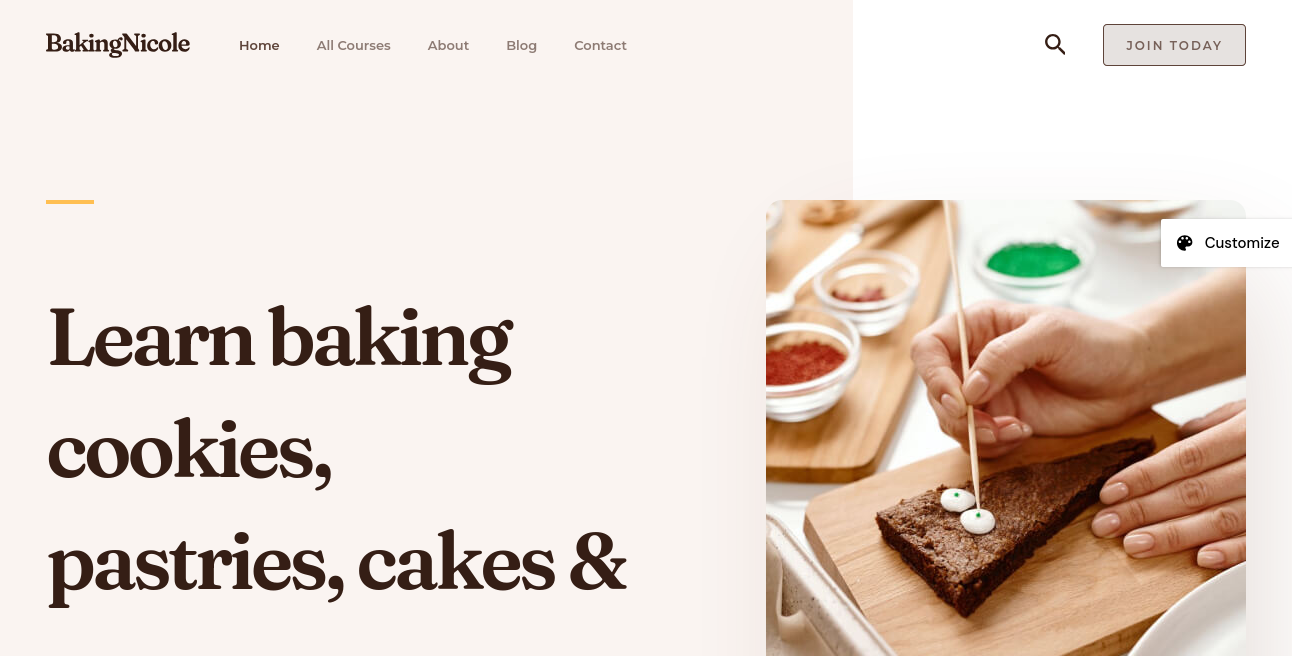 BakingNicole
Home All Courses About Blog Contact
JOIN TODAY
Customize
Learn baking
cookies,
pastries, cakes &